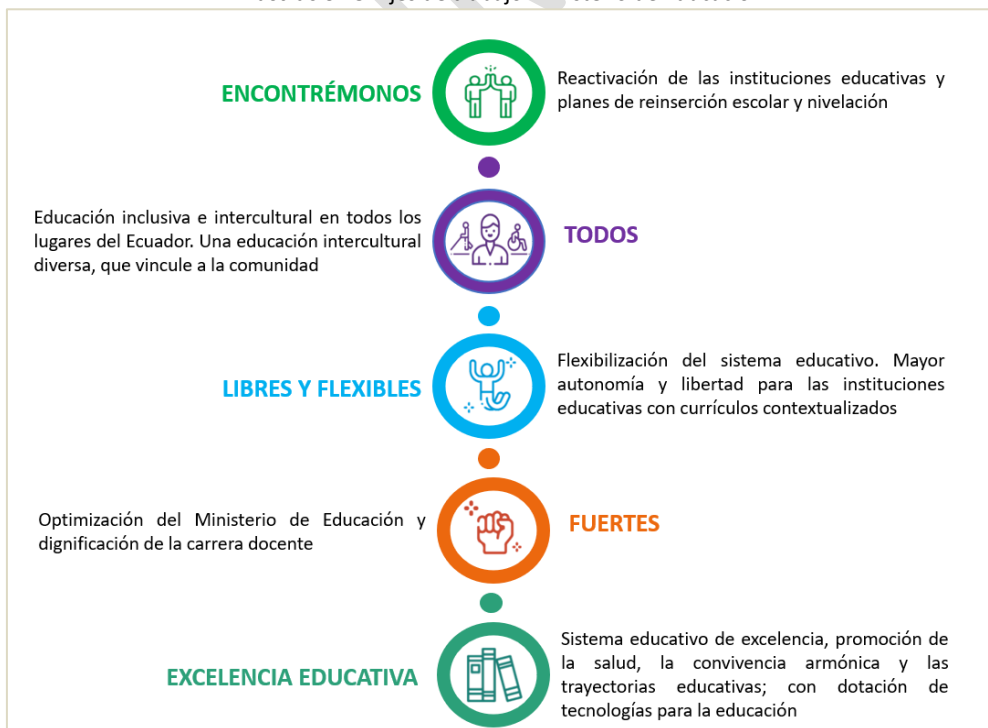 ENCONTRÉMONOS
Reactivación de las instituciones educativas y
planes de reinserción escolar y nivelación
Educación inclusiva e intercultural en todos los
lugares del Ecuador. Una educación intercultural
diversa, que vincule a la comunidad
TODOS
LIBRES Y FLEXIBLES
Flexibilización del sistema educativo. Mayor
autonomía y libertad para las instituciones
educativas con currículos contextualizados
Optimización del Ministerio de Educación y
dignificación de la carrera docente
FUERTES
EXCELENCIA EDUCATIVA
Sistema educativo de excelencia, promoción de
la salud, la convivencia armónica y las
trayectorias educativas; con dotación de
tecnologías para la educación